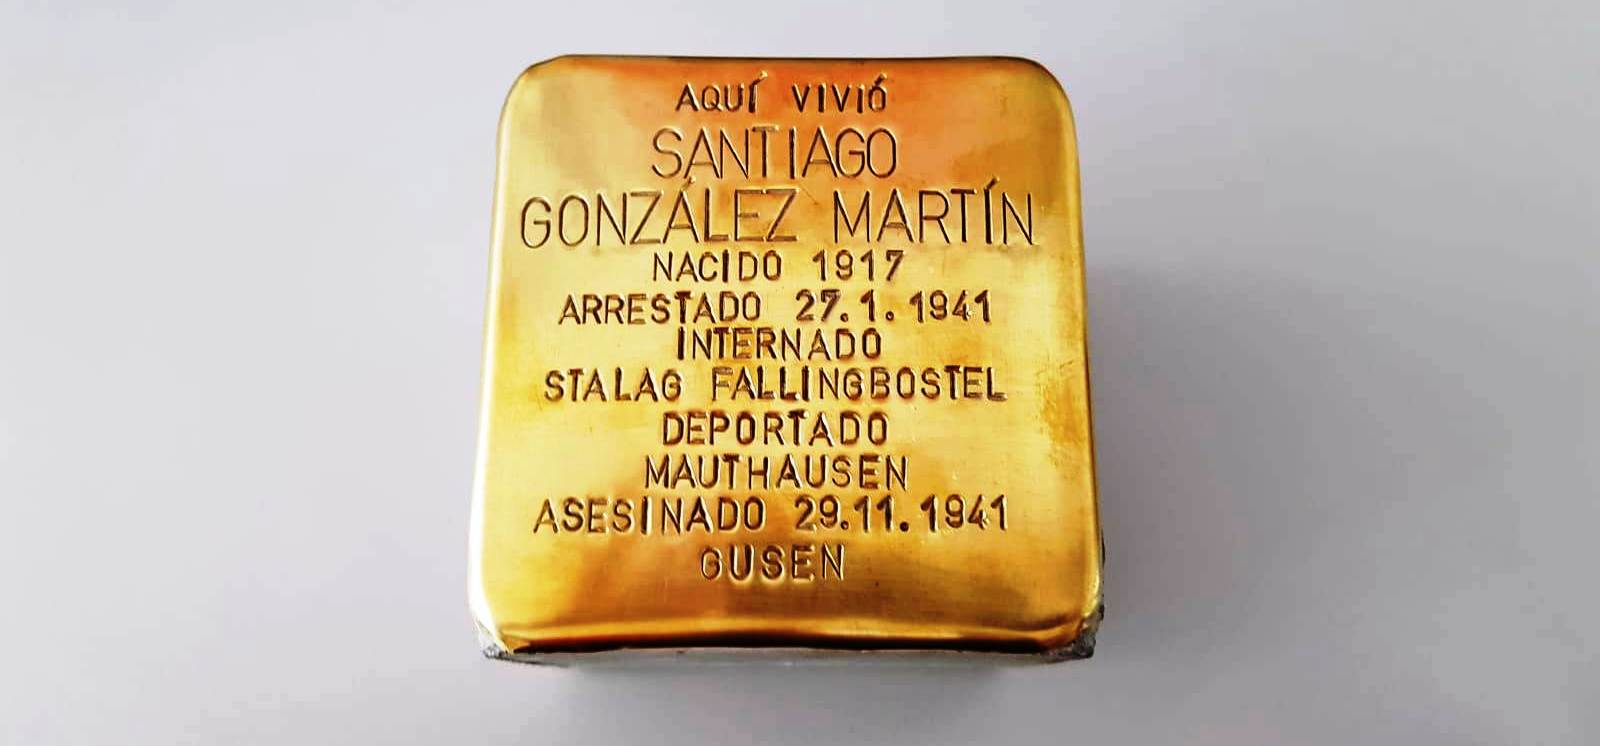 AQUÍ VIVIÓ
SANTIAGO
GONZÁLEZ MARTÍN
NACIDO 1917
ARRESTADO 27.1.1941
INTERNADO
STALAG FALLINGBOSTEL
DEPORTADO
MAUTHAUSEN
ASESINADO 29.11.1941
GUSEN